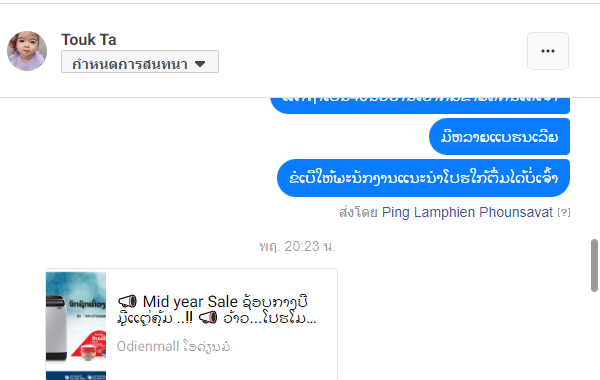 Touk Ta
กำหนดการสนทนา
ມີຫລາຍແບຣນເລີຍ
ຂໍເບີໃຫ້ພະນັກງານແນະນຳໂປຣໃກ້ຕື່ມໄດ້ບໍ່ເຈົ້າ
ส่งโดย Ping Lamphien Phounsavat [?]
พฤ. 20:23 น.
📢 Mid year Sale ຊ້ອບກາງປີ
ມີແຕ່ຄຸ້ມ ..!! 📢 ວ້າວ...ໂປຣໂມ...
Odienmall ໂອດ່ຽນມໍ